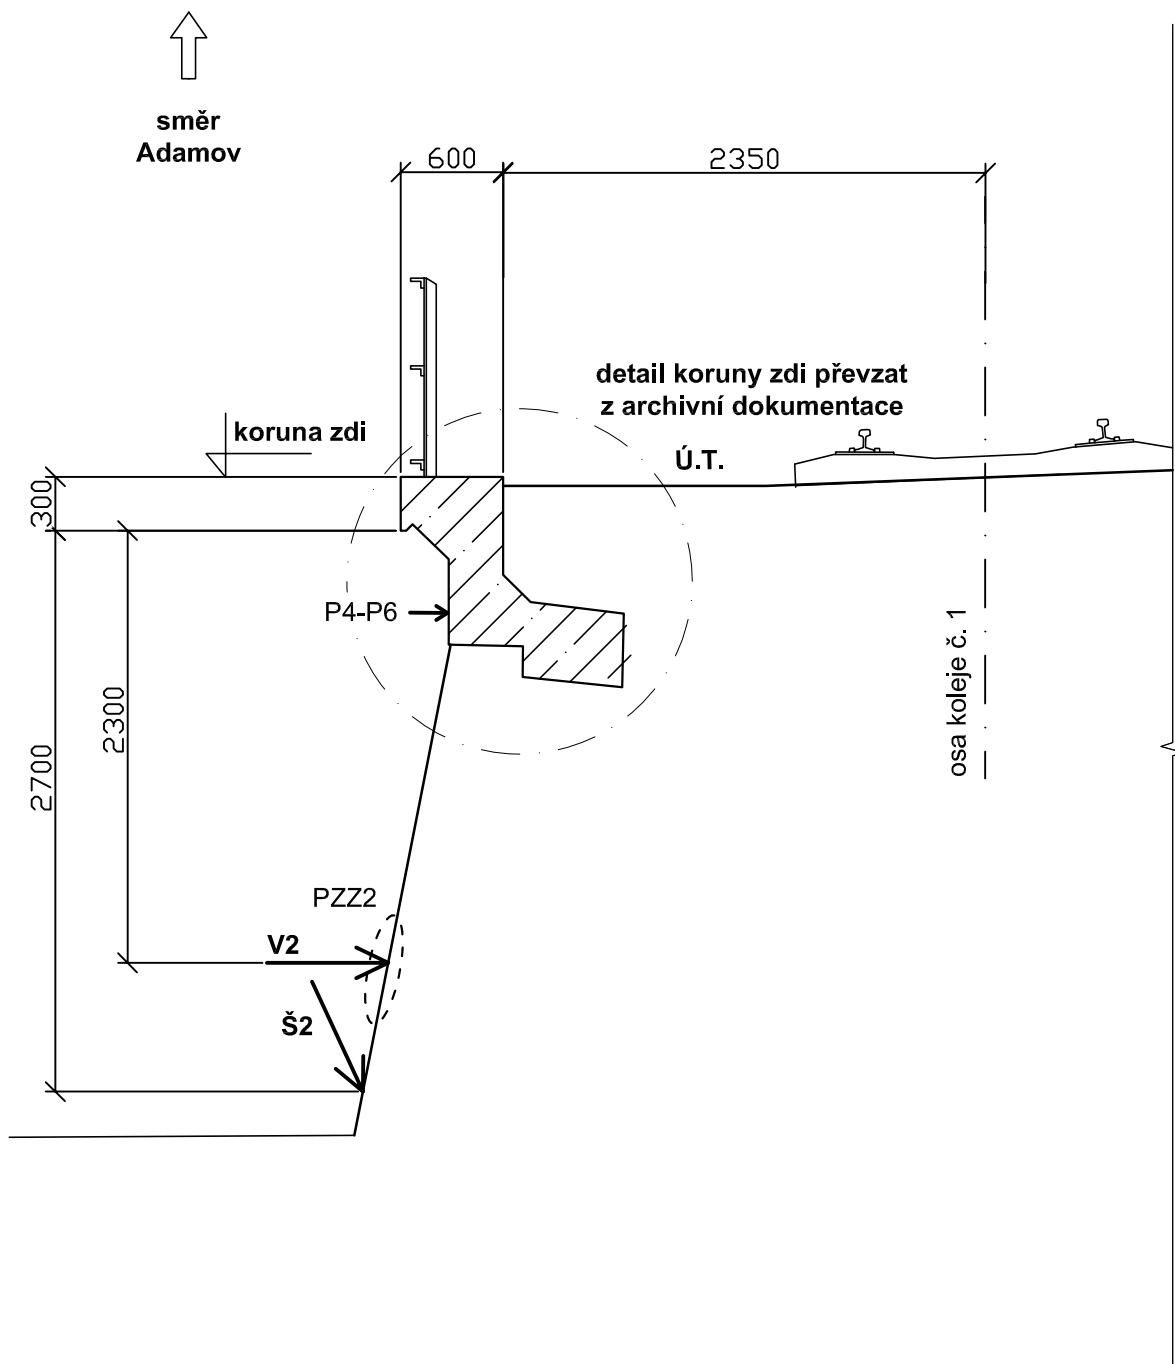 směr
Adamov
600
2350
detail koruny zdi převzat
z archivní dokumentace
koruna zdi
Ú.T.
300
P4-P6
osa koleje č. 1
2300
2700
PZZ2
V2
Š2